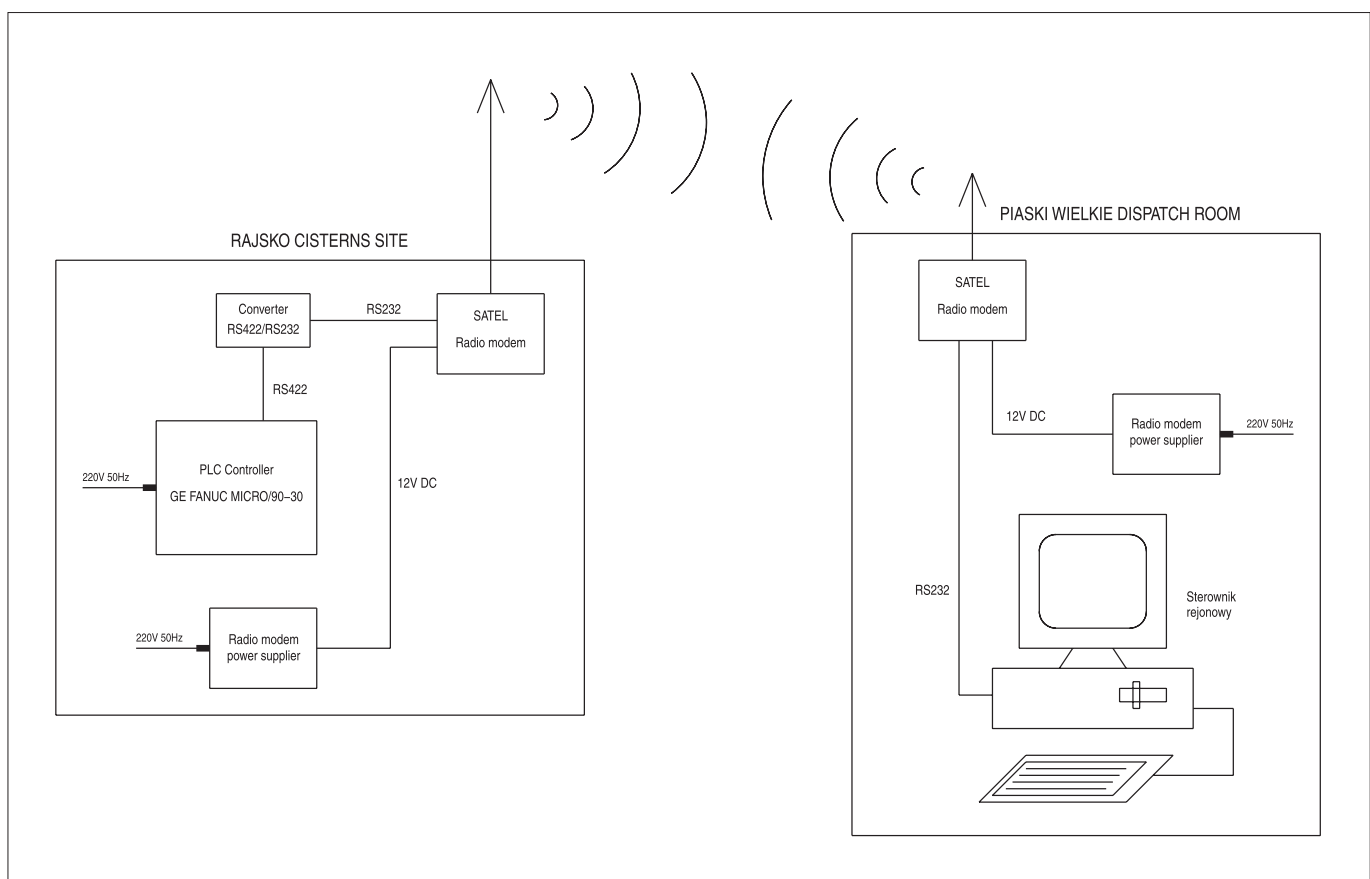 RAJSKO CISTERNS SITE
Converter
RS422/RS232
RS232
SATEL
Radio modem
RS422
PLC Controller
GE FANUC MICRO/90–30
220V 50Hz
12V DC
220V 50Hz
Radio modem
power supplier
PIASKI WIELKIE DISPATCH ROOM
SATEL
Radio modem
12V DC
Radio modem
power supplier
220V 50Hz
RS232
Sterownik
rejonowy